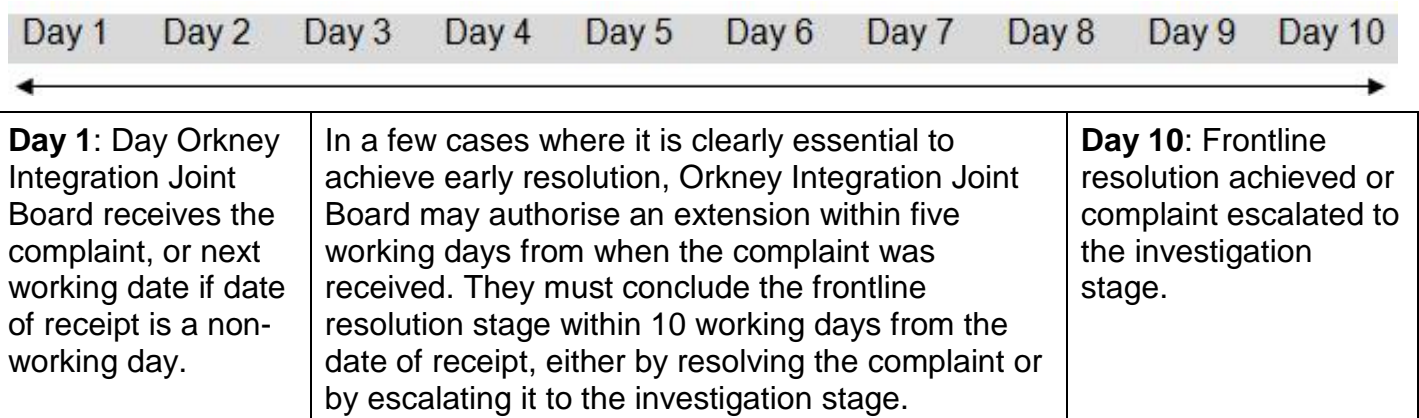 Day 1 Day 2 Day 3 Day 4 Day 5 Day 6 Day 7 Day 8 Day 9 Day 10
Day 1: Day Orkney
Integration Joint
Board receives the
complaint, or next
working date if date
of receipt is a non-
working day.
In a few cases where it is clearly essential to
achieve early resolution, Orkney Integration Joint
Board may authorise an extension within five
working days from when the complaint was
received. They must conclude the frontline
resolution stage within 10 working days from the
date of receipt, either by resolving the complaint or
by escalating it to the investigation stage.
Day 10: Frontline
resolution achieved or
complaint escalated to
the investigation
stage.